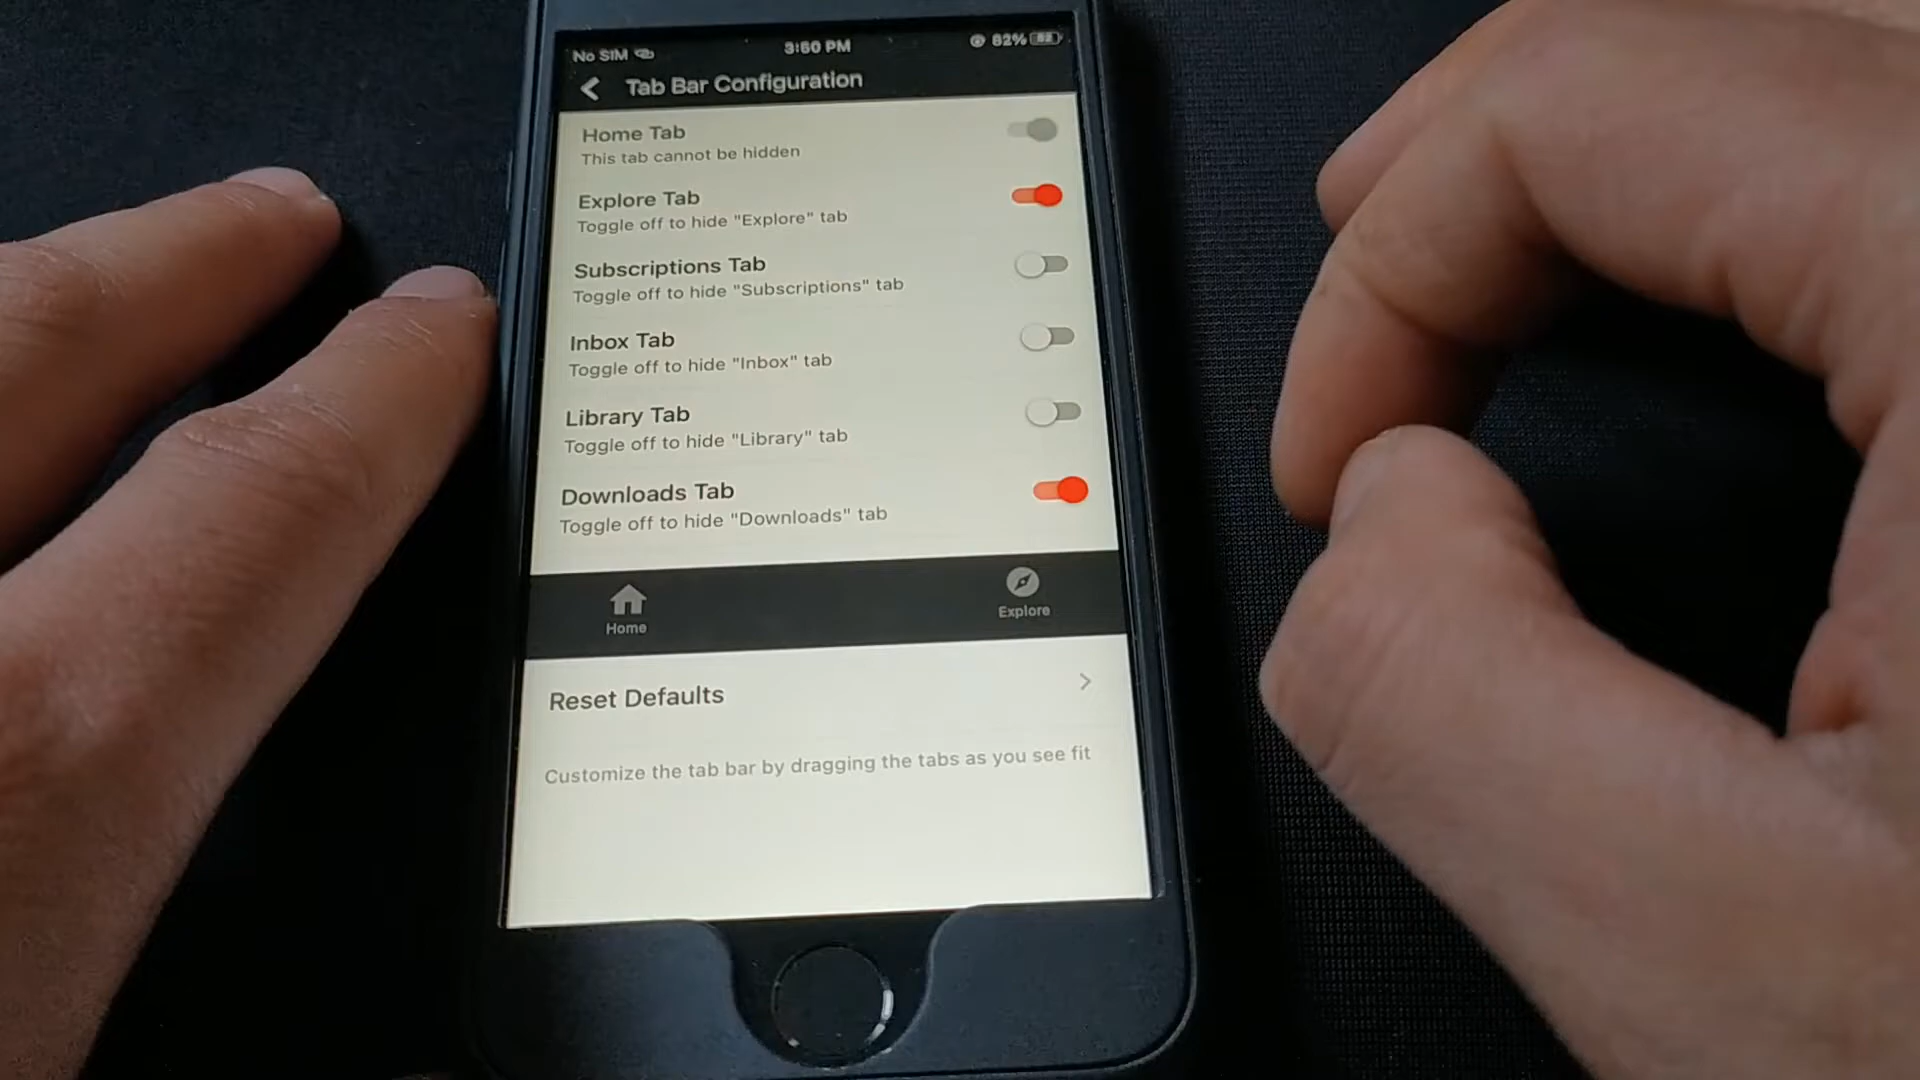 No SIM 3:50 PM 82% 82
Tab Bar Configuration
Home Tab
This tab cannot be hidden
Explore Tab
Toggle off to hide "Explore" tab
Subscriptions Tab
Toggle off to hide "Subscriptions" tab
Inbox Tab
Toggle off to hide "Inbox" tab
Library Tab
Toggle off to hide "Library" tab
Downloads Tab
Toggle off to hide "Downloads" tab
Home Explore
Reset Defaults
Customize the tab bar by dragging the tabs as you see fit